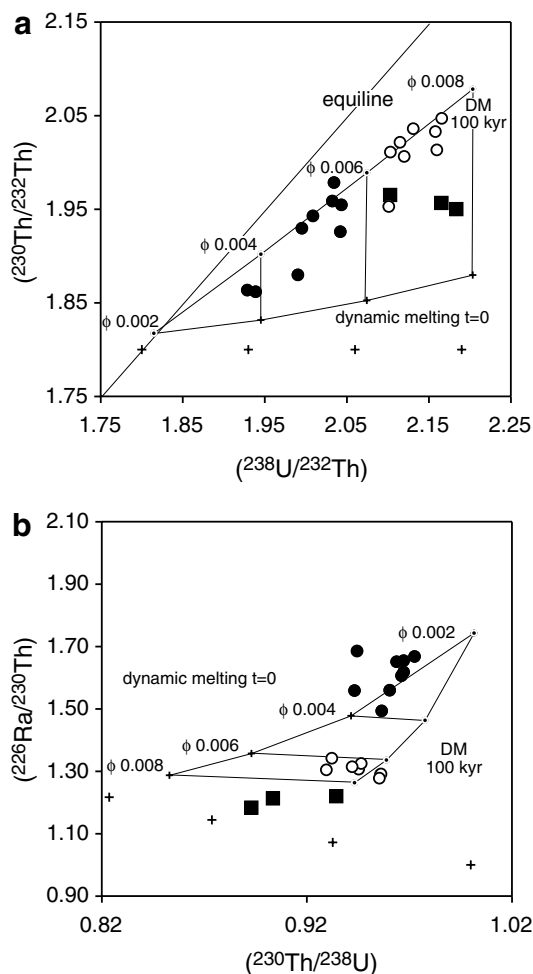 a
2.15
2.05
1.95
1.85
1.75
(²³⁰Th/²³²Th)
equiline
ϕ 0.008
DM
100 kyr
ϕ 0.006
ϕ 0.004
ϕ 0.002
dynamic melting t=0
1.75 1.85 1.95 2.05 2.15 2.25
(²³⁸U/²³²Th)
b
2.10
1.90
1.70
1.50
1.30
1.10
0.90
(²²⁶Ra/²³⁰Th)
ϕ 0.002
dynamic melting t=0
ϕ 0.004
ϕ 0.006
DM
100 kyr
ϕ 0.008
0.82 0.92 1.02
(²³⁰Th/²³⁸U)